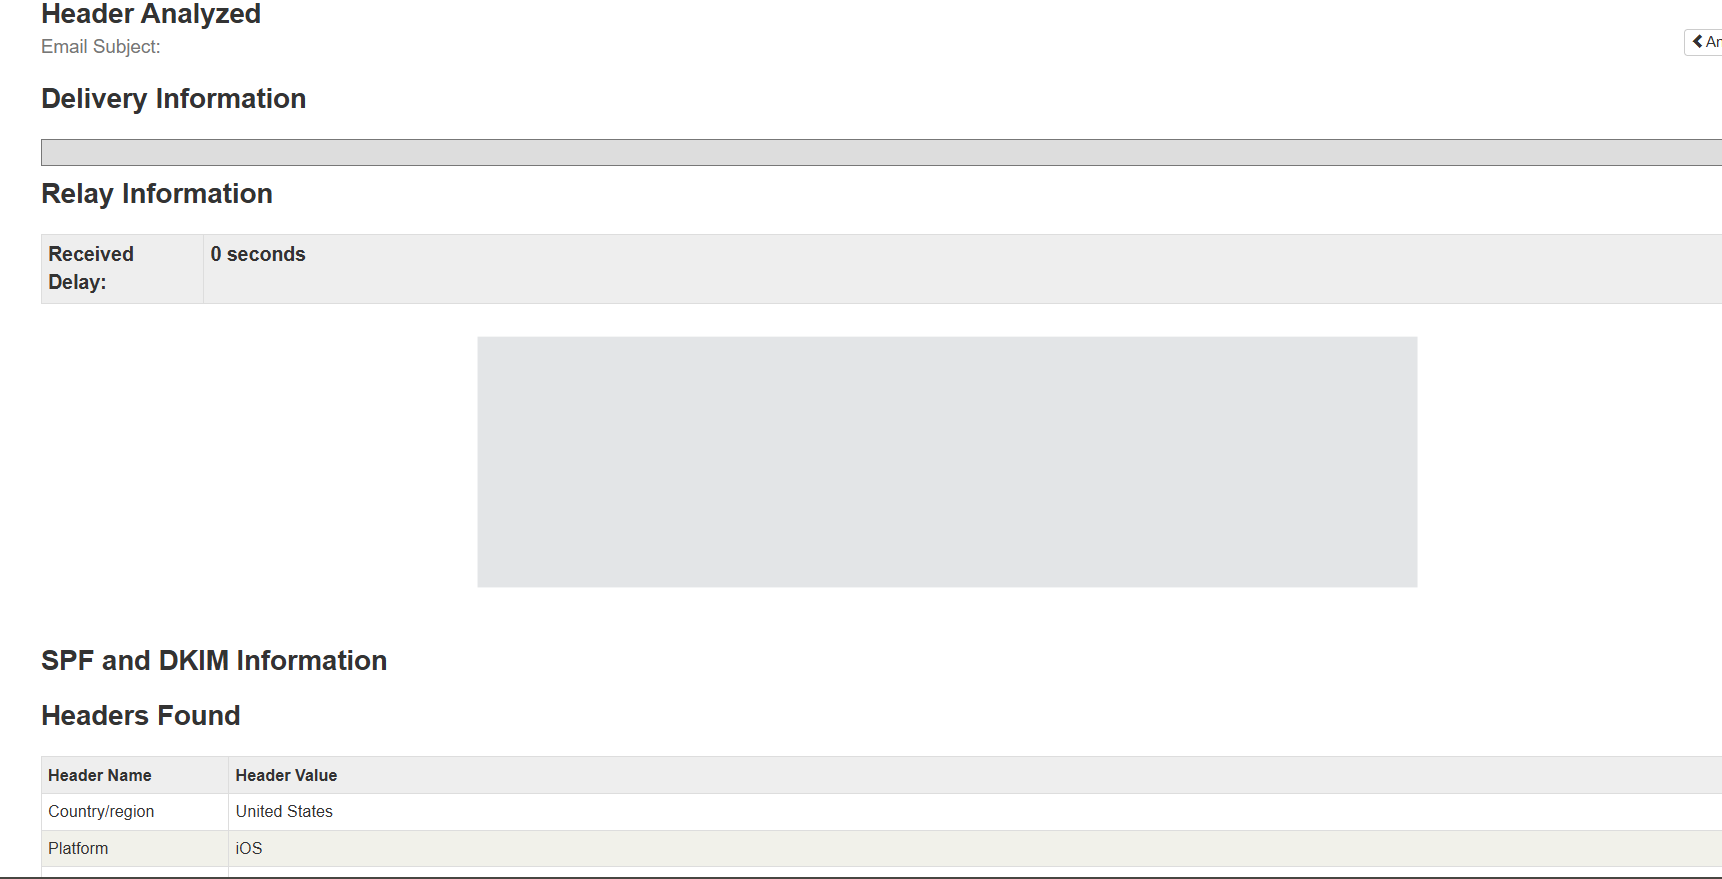 Header Analyzed
Email Subject:
Delivery Information
Relay Information
Received Delay:
0 seconds
SPF and DKIM Information
Headers Found
Header Name Header Value
Country/region United States
Platform iOS